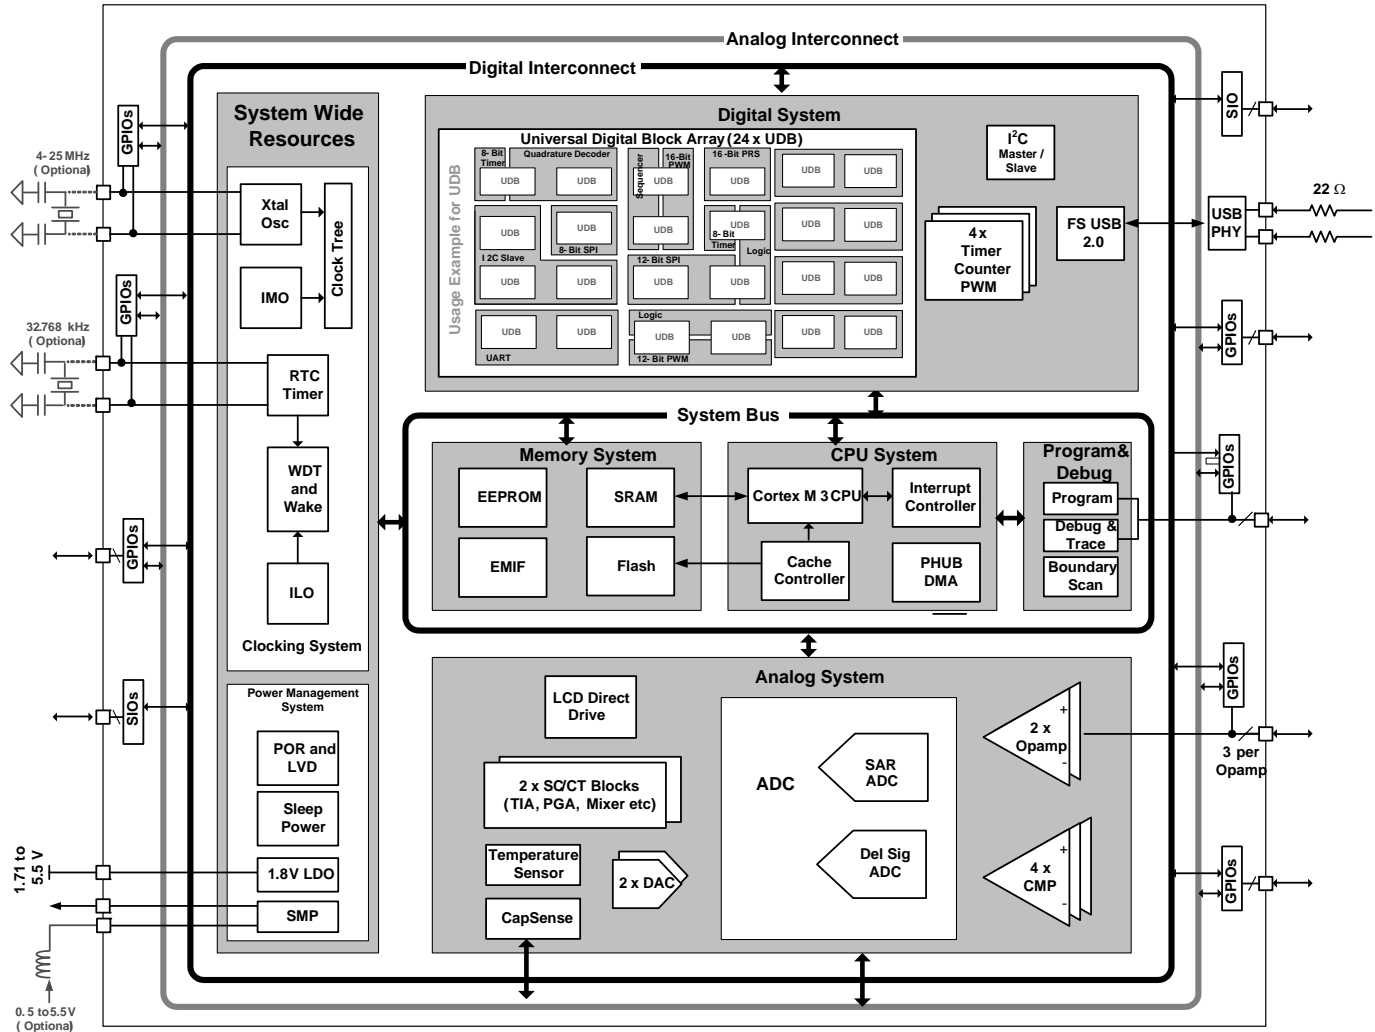 Analog Interconnect
Digital Interconnect
System Wide
Resources
Xtal
Osc
Clock Tree
IMO
RTC
Timer
WDT
and
Wake
ILO
Clocking System
Power Management
System
POR and
LVD
Sleep
Power
1.8V LDO
SMP
4-25MHz
(Optional)
32.768 kHz
(Optional)
GPIOs
GPIOs
GPIOs
SIOs
1.71 to
5.5 V
0.5 to5.5V
(Optional)
Digital System
Universal Digital Block Array (24 x UDB)
Usage Example for UDB
8-Bit
Timer
Quadrature Decoder
Sequencer
16-Bit
PWM
16-Bit PRS
UDB UDB UDB UDB UDB UDB
UDB UDB UDB UDB UDB UDB
I2C Slave
8-Bit SPI
12-Bit SPI
8-Bit
Timer
Logic
UDB UDB UDB UDB UDB UDB
Logic
UDB UDB UDB UDB UDB UDB
UART
12-Bit PWM
I²C
Master /
Slave
4x
Timer
Counter
PWM
FS USB
2.0
System Bus
Memory System
EEPROM
SRAM
EMIF
Flash
CPU System
Cortex M3CPU
Interrupt
Controller
Cache
Controller
PHUB
DMA
Program&
Debug
Program
Debug &
Trace
Boundary
Scan
Analog System
LCD Direct
Drive
2 x SC/CT Blocks
(TIA, PGA, Mixer etc)
Temperature
Sensor
2 x DAC
CapSense
ADC
SAR
ADC
Del Sig
ADC
+
2 x
Opamp
-
+
4 x
CMP
-
SIO
USB
PHY
22 Ω
GPIOs
GPIOs
GPIOs
3 per
Opamp
GPIOs